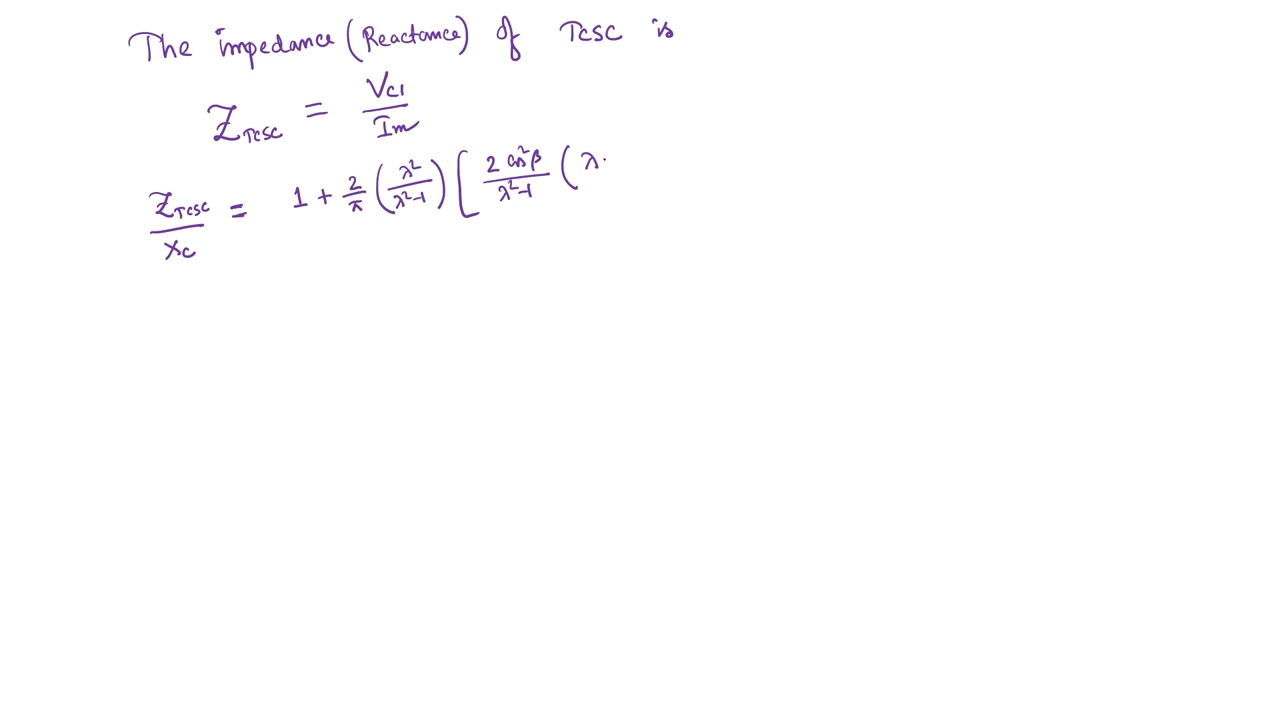 The impedance (Reactance) of TCSC is
Z_TCSC = V_C1 / I_m
Z_TCSC / X_C = 1 + 2/π (λ²/(λ²-1)) [ 2 cos²β / (λ²-1) ( λ